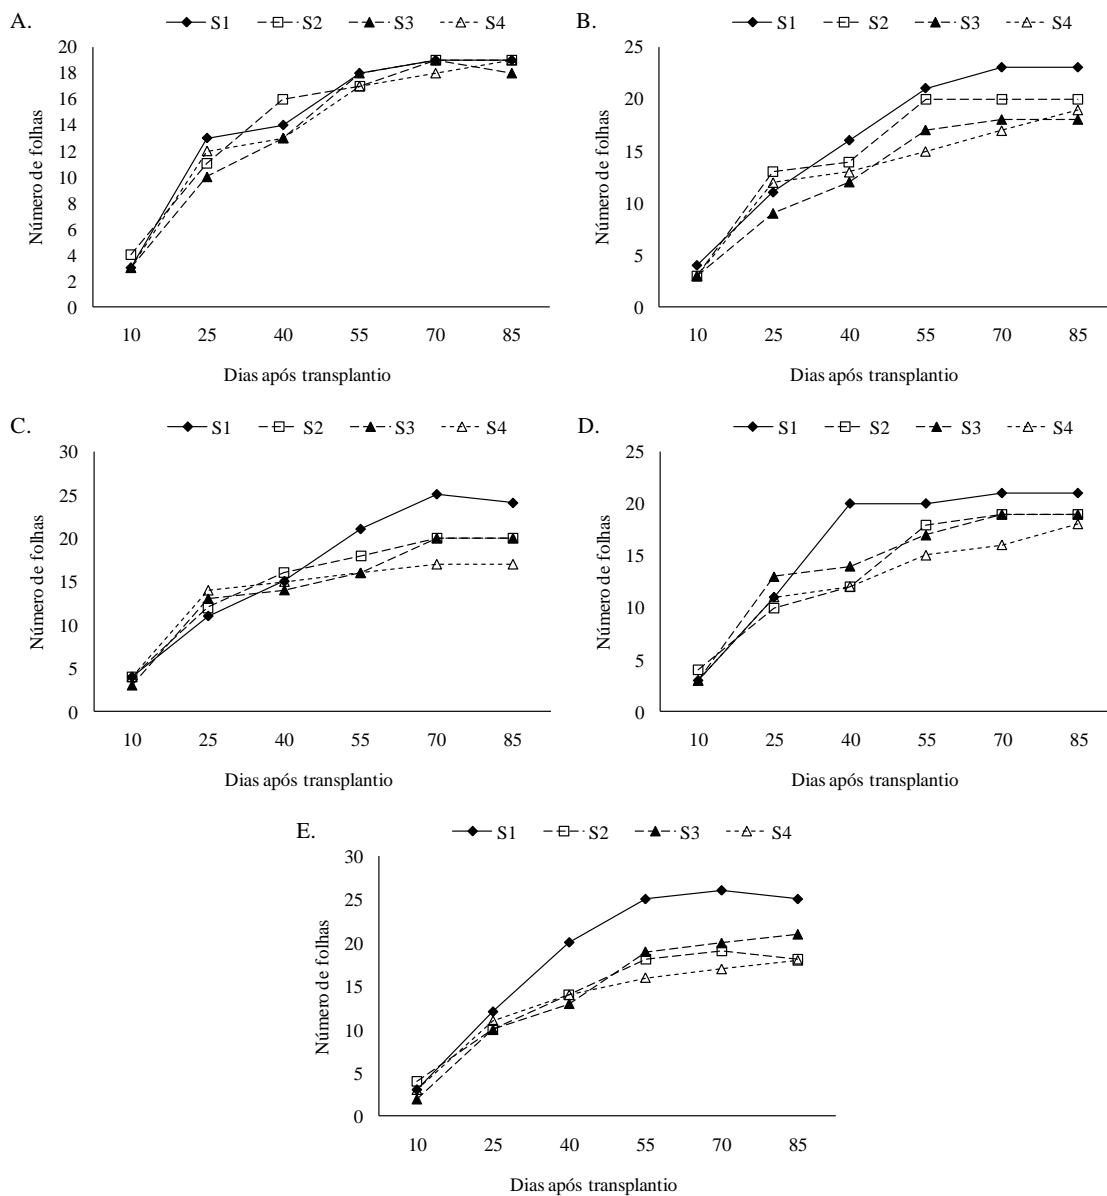 A.
S1 S2 S3 S4
20
18
16
14
12
10
8
6
4
2
0
Número de folhas
10 25 40 55 70 85
Dias após transplantio
B.
S1 S2 S3 S4
25
20
15
10
5
0
Número de folhas
10 25 40 55 70 85
Dias após transplantio
C.
S1 S2 S3 S4
30
25
20
15
10
5
0
Número de folhas
10 25 40 55 70 85
Dias após transplantio
D.
S1 S2 S3 S4
25
20
15
10
5
0
Número de folhas
10 25 40 55 70 85
Dias após transplantio
E.
S1 S2 S3 S4
30
25
20
15
10
5
0
Número de folhas
10 25 40 55 70 85
Dias após transplantio